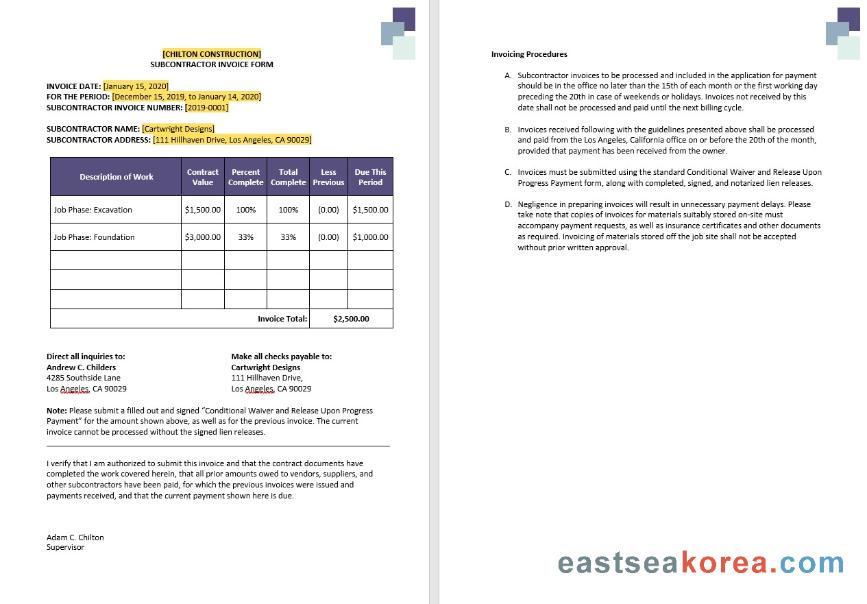 [CHILTON CONSTRUCTION]
SUBCONTRACTOR INVOICE FORM
INVOICE DATE: [January 15, 2020]
FOR THE PERIOD: [December 15, 2019, to January 14, 2020]
SUBCONTRACTOR INVOICE NUMBER: [2019-0001]
SUBCONTRACTOR NAME: [Cartwright Designs]
SUBCONTRACTOR ADDRESS: [111 Hillhaven Drive, Los Angeles, CA 90029]
Description of Work Contract Value Percent Complete Total Complete Less Previous Due This Period
Job Phase: Excavation $1,500.00 100% 100% (0.00) $1,500.00
Job Phase: Foundation $3,000.00 33% 33% (0.00) $1,000.00
Invoice Total: $2,500.00
Direct all inquiries to:
Andrew C. Childers
4285 Southside Lane
Los Angeles, CA 90029
Make all checks payable to:
Cartwright Designs
111 Hillhaven Drive,
Los Angeles, CA 90029
Note: Please submit a filled out and signed “Conditional Waiver and Release Upon Progress
Payment” for the amount shown above, as well as for the previous invoice. The current
invoice cannot be processed without the signed lien releases.
I verify that I am authorized to submit this invoice and that the contract documents have
completed the work covered herein, that all prior amounts owed to vendors, suppliers, and
other subcontractors have been paid, for which the previous invoices were issued and
payments received, and that the current payment shown here is due.
Adam C. Chilton
Supervisor
Invoicing Procedures
A. Subcontractor invoices to be processed and included in the application for payment
should be in the office no later than the 15th of each month or the first working day
preceding the 20th in case of weekends or holidays. Invoices not received by this
date shall not be processed and paid until the next billing cycle.
B. Invoices received following with the guidelines presented above shall be processed
and paid from the Los Angeles, California office on or before the 20th of the month,
provided that payment has been received from the owner.
C. Invoices must be submitted using the standard Conditional Waiver and Release Upon
Progress Payment form, along with completed, signed, and notarized lien releases.
D. Negligence in preparing invoices will result in unnecessary payment delays. Please
take note that copies of invoices for materials suitably stored on-site must
accompany payment requests, as well as insurance certificates and other documents
as required. Invoicing of materials stored off the job site shall not be accepted
without prior written approval.
eastseakorea.com